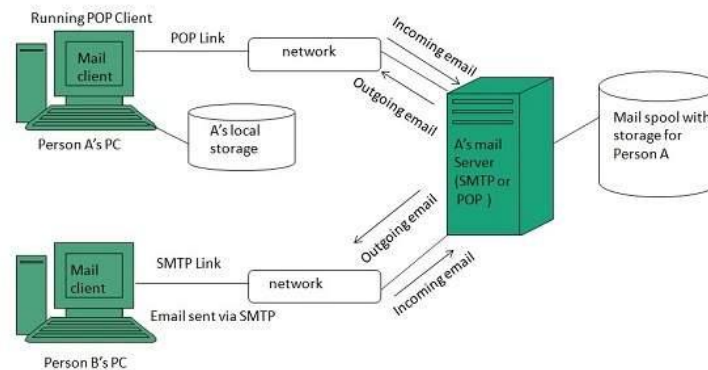 Running POP Client
POP Link
network
Incoming email
Outgoing email
Mail
client
Person A's PC
A's local
storage
A's mail
Server
(SMTP or
POP )
Mail spool with
storage for
Person A
Outgoing email
Incoming email
SMTP Link
network
Mail
client
Email sent via SMTP
Person B's PC